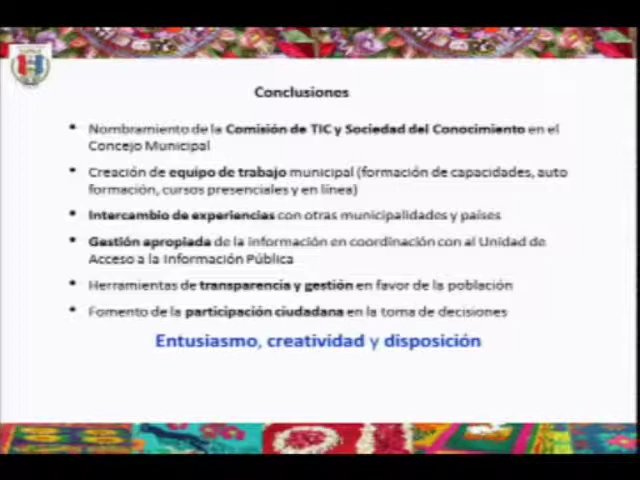 Conclusiones
• Nombramiento de la Comisión de TIC y Sociedad del Conocimiento en el
Concejo Municipal
• Creación de equipo de trabajo municipal (formación de capacidades, auto
formación, cursos presenciales y en línea)
• Intercambio de experiencias con otras municipalidades y países
• Gestión apropiada de la información en coordinación con al Unidad de
Acceso a la Información Pública
• Herramientas de transparencia y gestión en favor de la población
• Fomento de la participación ciudadana en la toma de decisiones
Entusiasmo, creatividad y disposición